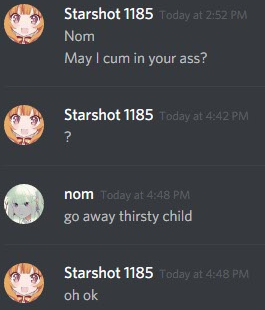 Starshot 1185 Today at 2:52 PM
Nom
May I cum in your ass?
Starshot 1185 Today at 4:42 PM
?
nom Today at 4:48 PM
go away thirsty child
Starshot 1185 Today at 4:48 PM
oh ok